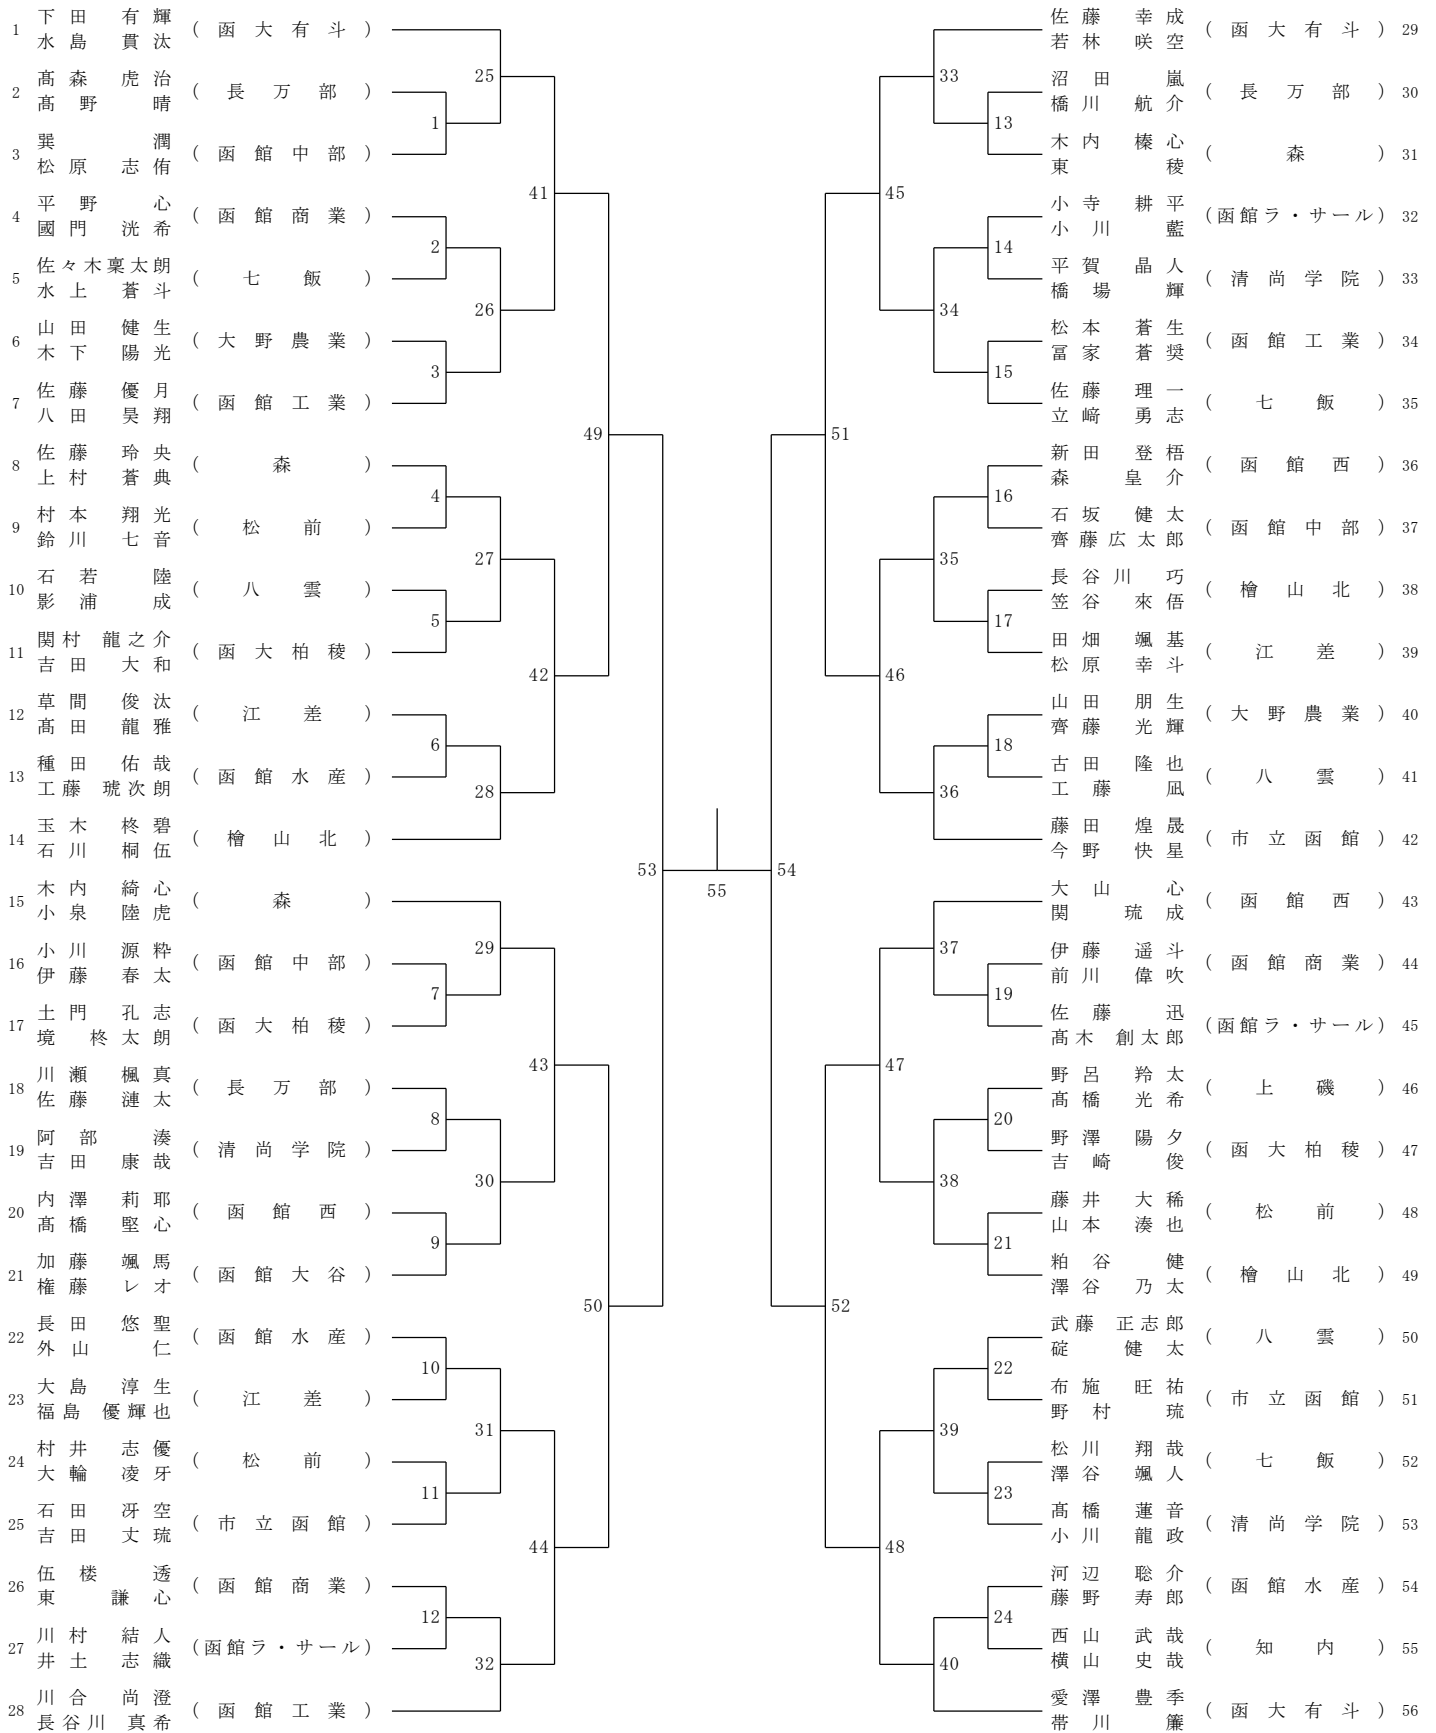 1 下田 有輝 水島 貫汰 (函大有斗)
2 髙森 虎治 髙野 晴 (長万部)
3 巽 潤 松原 志侑 (函館中部)
4 平野 心 國門 洸希 (函館商業)
5 佐々木稟太朗 水上 蒼斗 (七飯)
6 山田 健生 木下 陽光 (大野農業)
7 佐藤 優月 八田 昊翔 (函館工業)
8 佐藤 玲央 上村 蒼典 (森)
9 村本 翔光 鈴川 七音 (松前)
10 石若 陸 影浦 成 (八雲)
11 関村 龍之介 吉田 大和 (函大柏稜)
12 草間 俊汰 髙田 龍雅 (江差)
13 種田 佑哉 工藤 琥次朗 (函館水産)
14 玉木 柊碧 石川 桐伍 (檜山北)
15 木内 綺心 小泉 陸虎 (森)
16 小川 源粋 伊藤 春太 (函館中部)
17 土門 孔志 境 柊太朗 (函大柏稜)
18 川瀬 楓真 佐藤 漣太 (長万部)
19 阿部 湊 吉田 康哉 (清尚学院)
20 内澤 莉耶 髙橋 堅心 (函館西)
21 加藤 颯馬 権藤 レオ (函館大谷)
22 長田 悠聖 外山 仁 (函館水産)
23 大島 淳生 福島 優輝也 (江差)
24 村井 志優 大輪 凌牙 (松前)
25 石田 冴空 吉田 丈琉 (市立函館)
26 伍楼 透 東 謙心 (函館商業)
27 川村 結人 井土 志織 (函館ラ・サール)
28 川合 尚澄 長谷川 真希 (函館工業)
25
1
41
2
26
3
49
4
27
5
42
6
28
53
29
7
43
8
30
9
50
10
31
11
44
12
32
55
54
33
13
45
14
34
15
51
16
35
17
46
18
36
37
19
47
20
38
21
52
22
39
23
48
24
40
佐藤 幸成 若林 咲空 (函大有斗) 29
沼田 嵐 橋川 航介 (長万部) 30
木内 榛心 東 稜 (森) 31
小寺 耕平 小川 藍 (函館ラ・サール) 32
平賀 晶人 橋場 輝 (清尚学院) 33
松本 蒼生 冨家 蒼奨 (函館工業) 34
佐藤 理一 立﨑 勇志 (七飯) 35
新田 登梧 森 皇介 (函館西) 36
石坂 健太 齊藤広太郎 (函館中部) 37
長谷川 巧 笠谷 來俉 (檜山北) 38
田畑 颯基 松原 幸斗 (江差) 39
山田 朋生 齊藤 光輝 (大野農業) 40
古田 隆也 工藤 凪 (八雲) 41
藤田 煌晟 今野 快星 (市立函館) 42
大山 心 関 琉成 (函館西) 43
伊藤 遥斗 前川 偉吹 (函館商業) 44
佐藤 迅 髙木 創太郎 (函館ラ・サール) 45
野呂 羚太 髙橋 光希 (上磯) 46
野澤 陽夕 吉崎 俊 (函大柏稜) 47
藤井 大稀 山本 湊也 (松前) 48
粕谷 健 澤谷 乃太 (檜山北) 49
武藤 正志郎 碇 健太 (八雲) 50
布施 旺祐 野村 琉 (市立函館) 51
松川 翔哉 澤谷 颯人 (七飯) 52
髙橋 蓮音 小川 龍政 (清尚学院) 53
河辺 聡介 藤野 寿郎 (函館水産) 54
西山 武哉 横山 史哉 (知内) 55
愛澤 豊季 帯川 簾 (函大有斗) 56